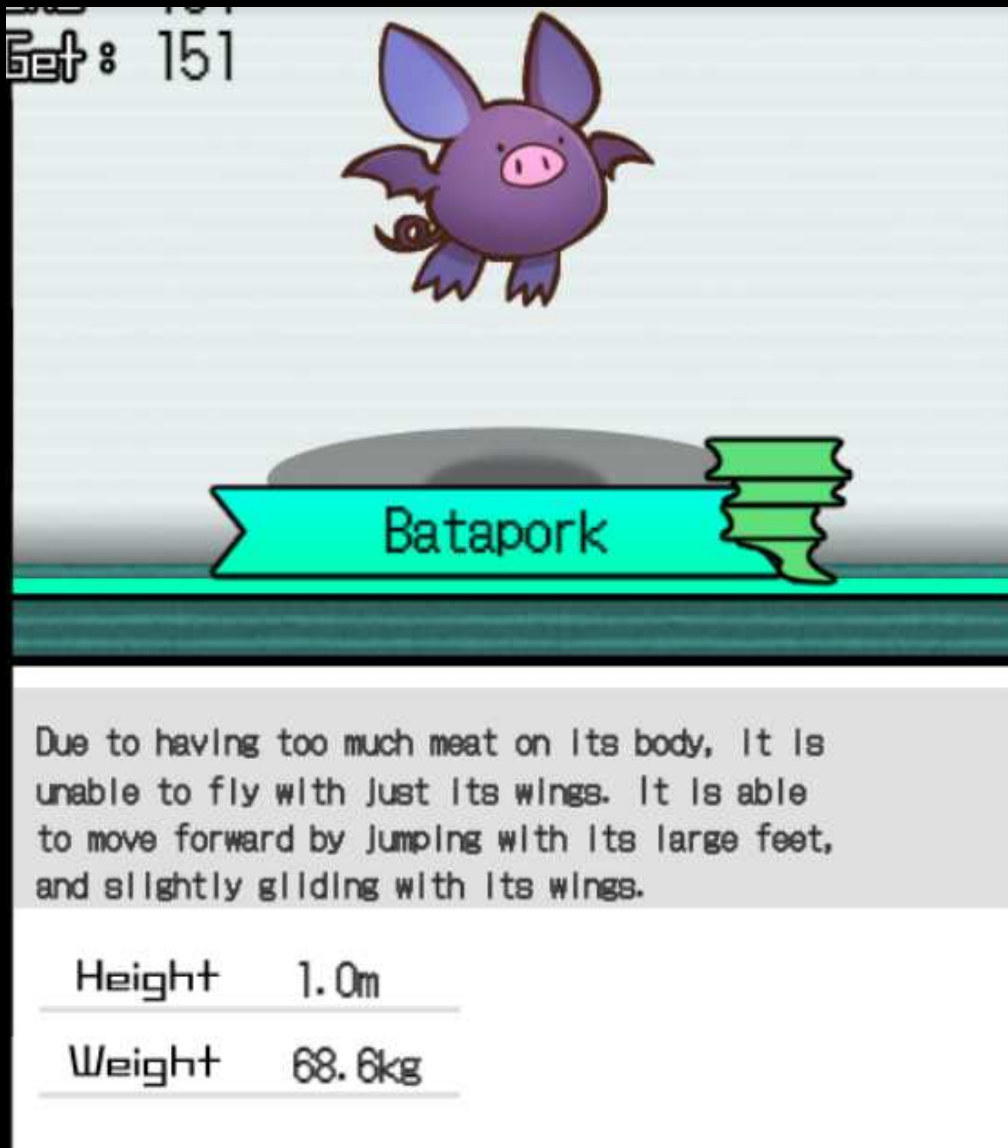 Get: 151
Batapork
Due to having too much meat on its body, it is
unable to fly with just its wings. It is able
to move forward by jumping with its large feet,
and slightly gliding with its wings.
Height 1.0m
Weight 68.6kg